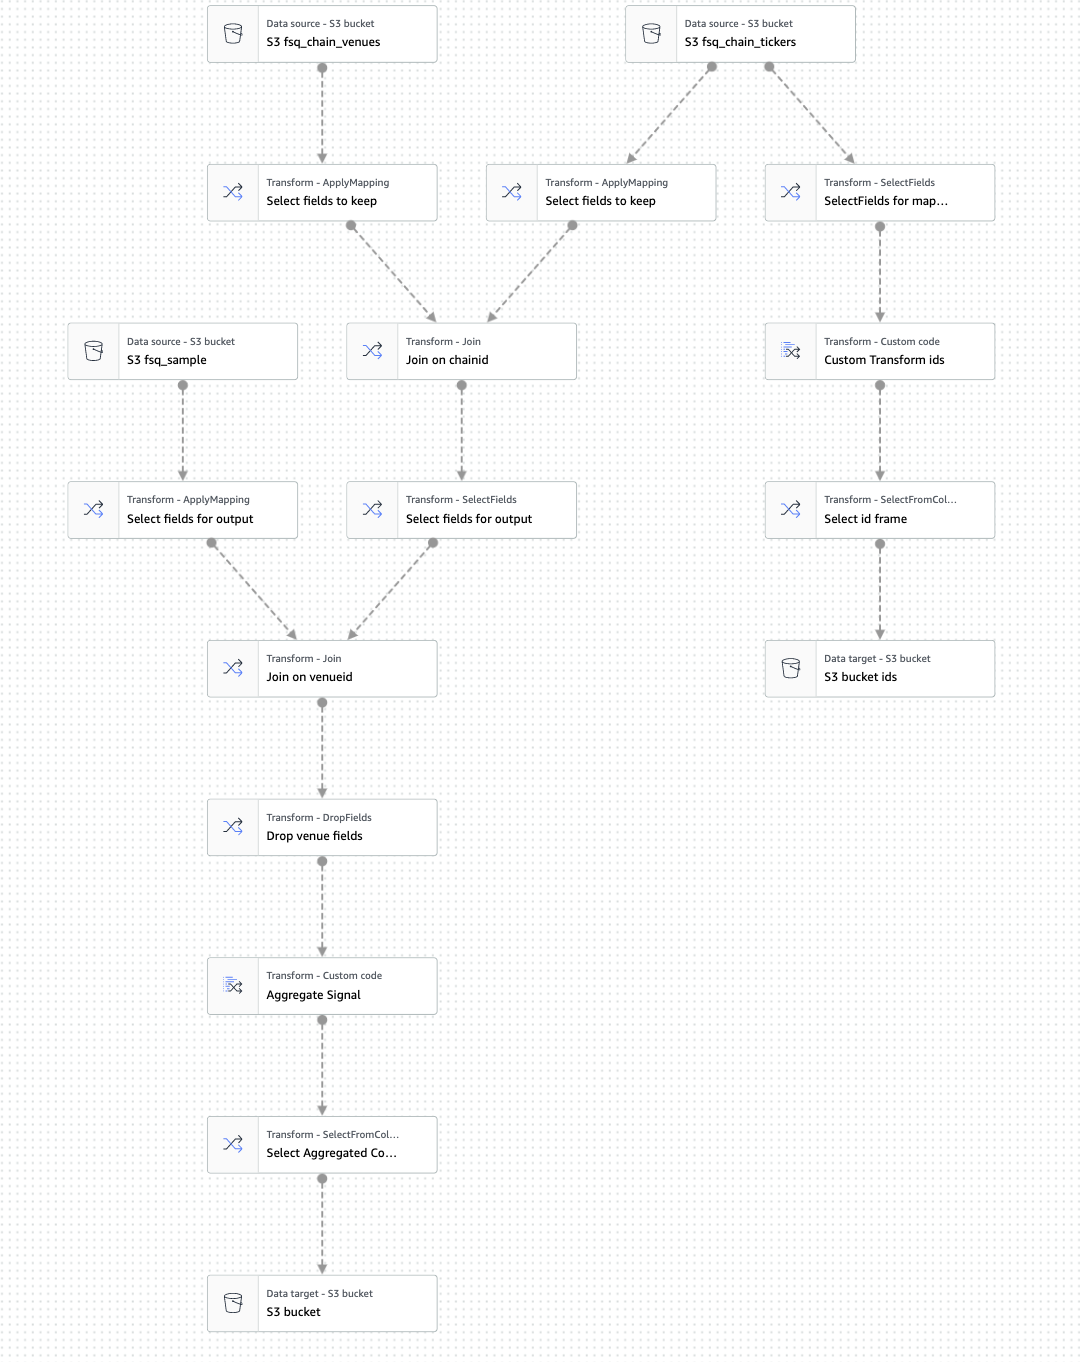 Data source - S3 bucket
S3 fsq_chain_venues
Data source - S3 bucket
S3 fsq_chain_tickers
Transform - ApplyMapping
Select fields to keep
Transform - ApplyMapping
Select fields to keep
Transform - SelectFields
SelectFields for map...
Data source - S3 bucket
S3 fsq_sample
Transform - Join
Join on chainid
Transform - Custom code
Custom Transform ids
Transform - ApplyMapping
Select fields for output
Transform - SelectFields
Select fields for output
Transform - SelectFromCol...
Select id frame
Transform - Join
Join on venueid
Data target - S3 bucket
S3 bucket ids
Transform - DropFields
Drop venue fields
Transform - Custom code
Aggregate Signal
Transform - SelectFromCol...
Select Aggregated Co...
Data target - S3 bucket
S3 bucket